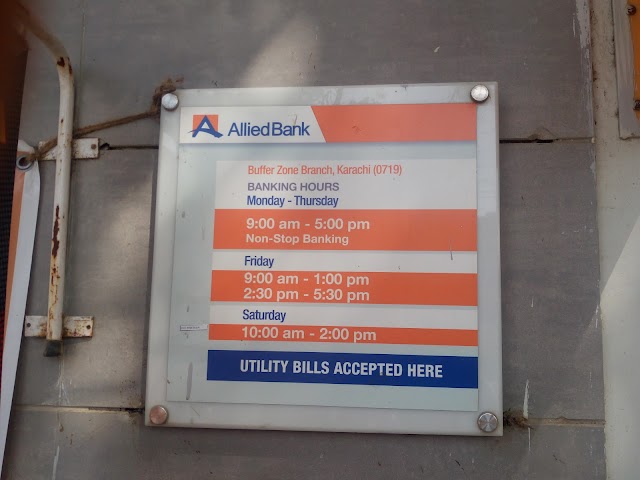 Allied Bank
Buffer Zone Branch, Karachi (0719)
BANKING HOURS
Monday - Thursday
9:00 am - 5:00 pm
Non-Stop Banking
Friday
9:00 am - 1:00 pm
2:30 pm - 5:30 pm
Saturday
10:00 am - 2:00 pm
UTILITY BILLS ACCEPTED HERE